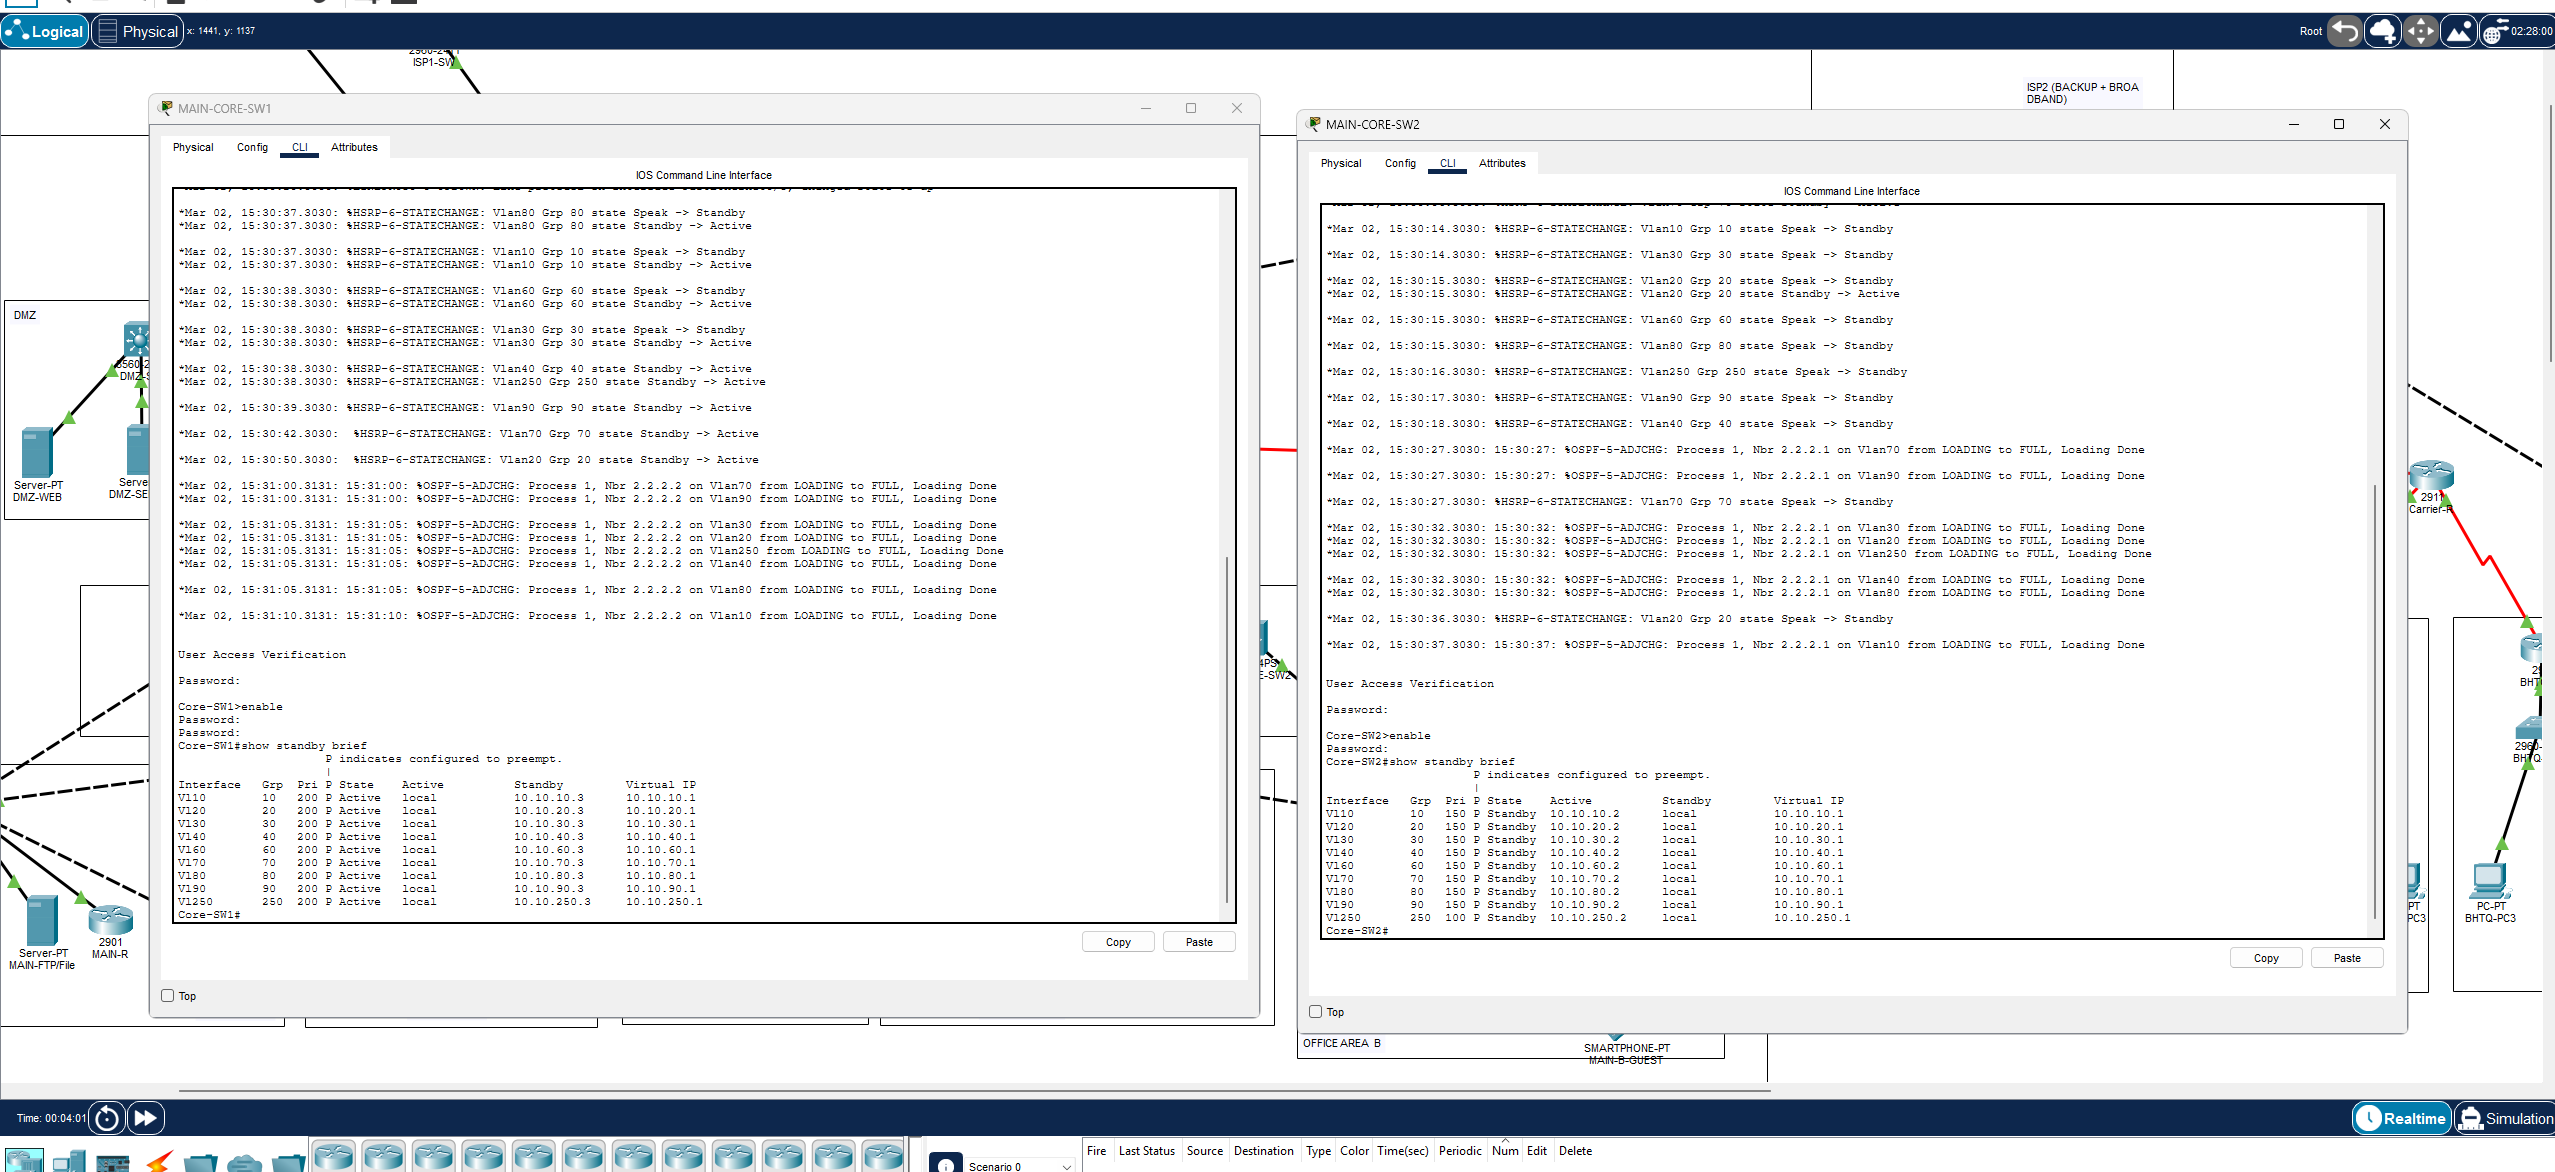 Logical
Physical
x: 1441, y: 1137
Root
02:28:00
ISP1-SW
ISP2 (BACKUP + BROA
DBAND)
DMZ
Server-PT
DMZ-WEB
Server-PT
MAIN-FTP/File
2901
MAIN-R
MAIN-CORE-SW1
Physical
Config
CLI
Attributes
IOS Command Line Interface
*Mar 02, 15:30:37.3030: %HSRP-6-STATECHANGE: Vlan80 Grp 80 state Speak -> Standby
*Mar 02, 15:30:37.3030: %HSRP-6-STATECHANGE: Vlan80 Grp 80 state Standby -> Active
*Mar 02, 15:30:37.3030: %HSRP-6-STATECHANGE: Vlan10 Grp 10 state Speak -> Standby
*Mar 02, 15:30:37.3030: %HSRP-6-STATECHANGE: Vlan10 Grp 10 state Standby -> Active
*Mar 02, 15:30:38.3030: %HSRP-6-STATECHANGE: Vlan60 Grp 60 state Speak -> Standby
*Mar 02, 15:30:38.3030: %HSRP-6-STATECHANGE: Vlan60 Grp 60 state Standby -> Active
*Mar 02, 15:30:38.3030: %HSRP-6-STATECHANGE: Vlan30 Grp 30 state Speak -> Standby
*Mar 02, 15:30:38.3030: %HSRP-6-STATECHANGE: Vlan30 Grp 30 state Standby -> Active
*Mar 02, 15:30:38.3030: %HSRP-6-STATECHANGE: Vlan40 Grp 40 state Standby -> Active
*Mar 02, 15:30:38.3030: %HSRP-6-STATECHANGE: Vlan250 Grp 250 state Standby -> Active
*Mar 02, 15:30:39.3030: %HSRP-6-STATECHANGE: Vlan90 Grp 90 state Standby -> Active
*Mar 02, 15:30:42.3030: %HSRP-6-STATECHANGE: Vlan70 Grp 70 state Standby -> Active
*Mar 02, 15:30:50.3030: %HSRP-6-STATECHANGE: Vlan20 Grp 20 state Standby -> Active
*Mar 02, 15:31:00.3131: 15:31:00: %OSPF-5-ADJCHG: Process 1, Nbr 2.2.2.2 on Vlan70 from LOADING to FULL, Loading Done
*Mar 02, 15:31:00.3131: 15:31:00: %OSPF-5-ADJCHG: Process 1, Nbr 2.2.2.2 on Vlan90 from LOADING to FULL, Loading Done
*Mar 02, 15:31:05.3131: 15:31:05: %OSPF-5-ADJCHG: Process 1, Nbr 2.2.2.2 on Vlan30 from LOADING to FULL, Loading Done
*Mar 02, 15:31:05.3131: 15:31:05: %OSPF-5-ADJCHG: Process 1, Nbr 2.2.2.2 on Vlan20 from LOADING to FULL, Loading Done
*Mar 02, 15:31:05.3131: 15:31:05: %OSPF-5-ADJCHG: Process 1, Nbr 2.2.2.2 on Vlan250 from LOADING to FULL, Loading Done
*Mar 02, 15:31:05.3131: 15:31:05: %OSPF-5-ADJCHG: Process 1, Nbr 2.2.2.2 on Vlan40 from LOADING to FULL, Loading Done
*Mar 02, 15:31:05.3131: 15:31:05: %OSPF-5-ADJCHG: Process 1, Nbr 2.2.2.2 on Vlan80 from LOADING to FULL, Loading Done
*Mar 02, 15:31:10.3131: 15:31:10: %OSPF-5-ADJCHG: Process 1, Nbr 2.2.2.2 on Vlan10 from LOADING to FULL, Loading Done
User Access Verification
Password:
Core-SW1>enable
Password:
Password:
Core-SW1#show standby brief
P indicates configured to preempt.
|
Interface Grp Pri P State Active Standby Virtual IP
Vl10 10 200 P Active local 10.10.10.3 10.10.10.1
Vl20 20 200 P Active local 10.10.20.3 10.10.20.1
Vl30 30 200 P Active local 10.10.30.3 10.10.30.1
Vl40 40 200 P Active local 10.10.40.3 10.10.40.1
Vl60 60 200 P Active local 10.10.60.3 10.10.60.1
Vl70 70 200 P Active local 10.10.70.3 10.10.70.1
Vl80 80 200 P Active local 10.10.80.3 10.10.80.1
Vl90 90 200 P Active local 10.10.90.3 10.10.90.1
Vl250 250 200 P Active local 10.10.250.3 10.10.250.1
Core-SW1#
Copy
Paste
Top
MAIN-CORE-SW2
Physical
Config
CLI
Attributes
IOS Command Line Interface
*Mar 02, 15:30:14.3030: %HSRP-6-STATECHANGE: Vlan10 Grp 10 state Speak -> Standby
*Mar 02, 15:30:14.3030: %HSRP-6-STATECHANGE: Vlan30 Grp 30 state Speak -> Standby
*Mar 02, 15:30:15.3030: %HSRP-6-STATECHANGE: Vlan20 Grp 20 state Speak -> Standby
*Mar 02, 15:30:15.3030: %HSRP-6-STATECHANGE: Vlan20 Grp 20 state Standby -> Active
*Mar 02, 15:30:15.3030: %HSRP-6-STATECHANGE: Vlan60 Grp 60 state Speak -> Standby
*Mar 02, 15:30:15.3030: %HSRP-6-STATECHANGE: Vlan80 Grp 80 state Speak -> Standby
*Mar 02, 15:30:16.3030: %HSRP-6-STATECHANGE: Vlan250 Grp 250 state Speak -> Standby
*Mar 02, 15:30:17.3030: %HSRP-6-STATECHANGE: Vlan90 Grp 90 state Speak -> Standby
*Mar 02, 15:30:18.3030: %HSRP-6-STATECHANGE: Vlan40 Grp 40 state Speak -> Standby
*Mar 02, 15:30:27.3030: 15:30:27: %OSPF-5-ADJCHG: Process 1, Nbr 2.2.2.1 on Vlan70 from LOADING to FULL, Loading Done
*Mar 02, 15:30:27.3030: 15:30:27: %OSPF-5-ADJCHG: Process 1, Nbr 2.2.2.1 on Vlan90 from LOADING to FULL, Loading Done
*Mar 02, 15:30:27.3030: %HSRP-6-STATECHANGE: Vlan70 Grp 70 state Speak -> Standby
*Mar 02, 15:30:32.3030: 15:30:32: %OSPF-5-ADJCHG: Process 1, Nbr 2.2.2.1 on Vlan30 from LOADING to FULL, Loading Done
*Mar 02, 15:30:32.3030: 15:30:32: %OSPF-5-ADJCHG: Process 1, Nbr 2.2.2.1 on Vlan20 from LOADING to FULL, Loading Done
*Mar 02, 15:30:32.3030: 15:30:32: %OSPF-5-ADJCHG: Process 1, Nbr 2.2.2.1 on Vlan250 from LOADING to FULL, Loading Done
*Mar 02, 15:30:32.3030: 15:30:32: %OSPF-5-ADJCHG: Process 1, Nbr 2.2.2.1 on Vlan40 from LOADING to FULL, Loading Done
*Mar 02, 15:30:32.3030: 15:30:32: %OSPF-5-ADJCHG: Process 1, Nbr 2.2.2.1 on Vlan80 from LOADING to FULL, Loading Done
*Mar 02, 15:30:36.3030: %HSRP-6-STATECHANGE: Vlan20 Grp 20 state Speak -> Standby
*Mar 02, 15:30:37.3030: 15:30:37: %OSPF-5-ADJCHG: Process 1, Nbr 2.2.2.1 on Vlan10 from LOADING to FULL, Loading Done
User Access Verification
Password:
Core-SW2>enable
Password:
Core-SW2#show standby brief
P indicates configured to preempt.
|
Interface Grp Pri P State Active Standby Virtual IP
Vl10 10 150 P Standby 10.10.10.2 local 10.10.10.1
Vl20 20 150 P Standby 10.10.20.2 local 10.10.20.1
Vl30 30 150 P Standby 10.10.30.2 local 10.10.30.1
Vl40 40 150 P Standby 10.10.40.2 local 10.10.40.1
Vl60 60 150 P Standby 10.10.60.2 local 10.10.60.1
Vl70 70 150 P Standby 10.10.70.2 local 10.10.70.1
Vl80 80 150 P Standby 10.10.80.2 local 10.10.80.1
Vl90 90 150 P Standby 10.10.90.2 local 10.10.90.1
Vl250 250 100 P Standby 10.10.250.2 local 10.10.250.1
Core-SW2#
Copy
Paste
Top
PC-PT
BHTQ-PC3
OFFICE AREA B
SMARTPHONE-PT
MAIN-B-GUEST
Time: 00:04:01
Realtime
Simulation
Scenario 0
Fire Last Status Source Destination Type Color Time(sec) Periodic Num Edit Delete